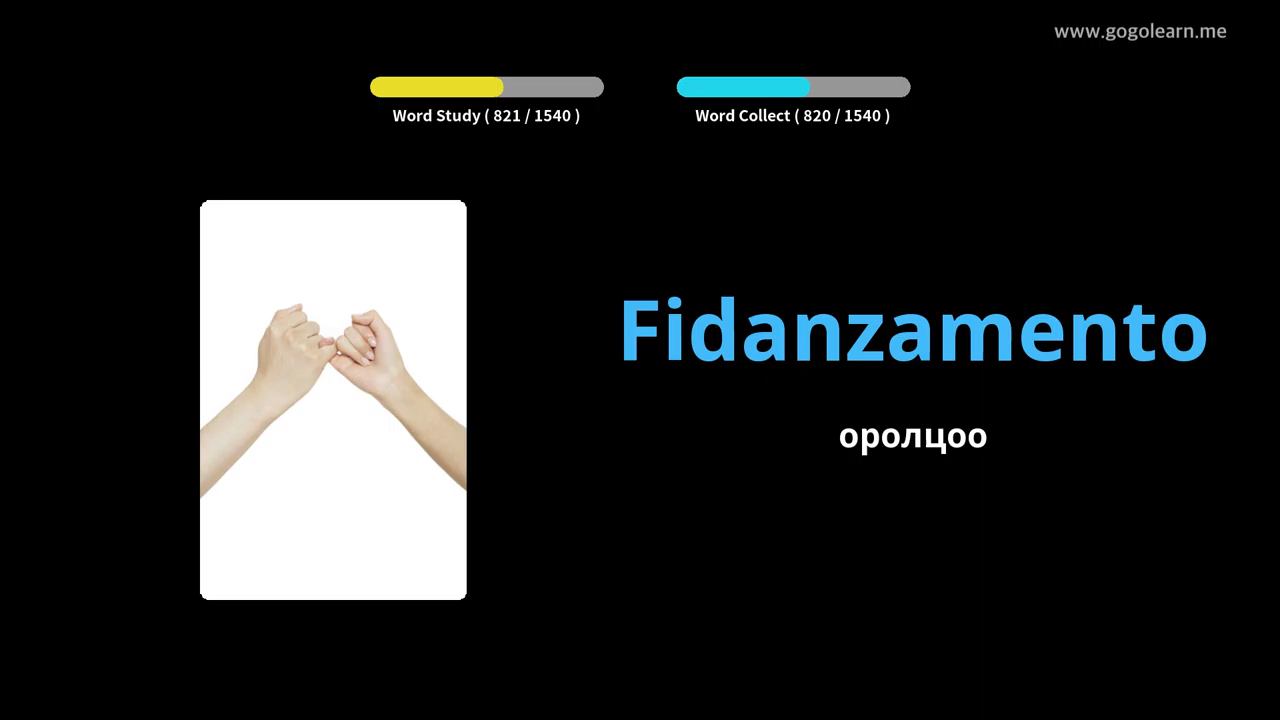 www.gogolearn.me
Word Study ( 821 / 1540 )
Word Collect ( 820 / 1540 )
Fidanzamento
оролцоо